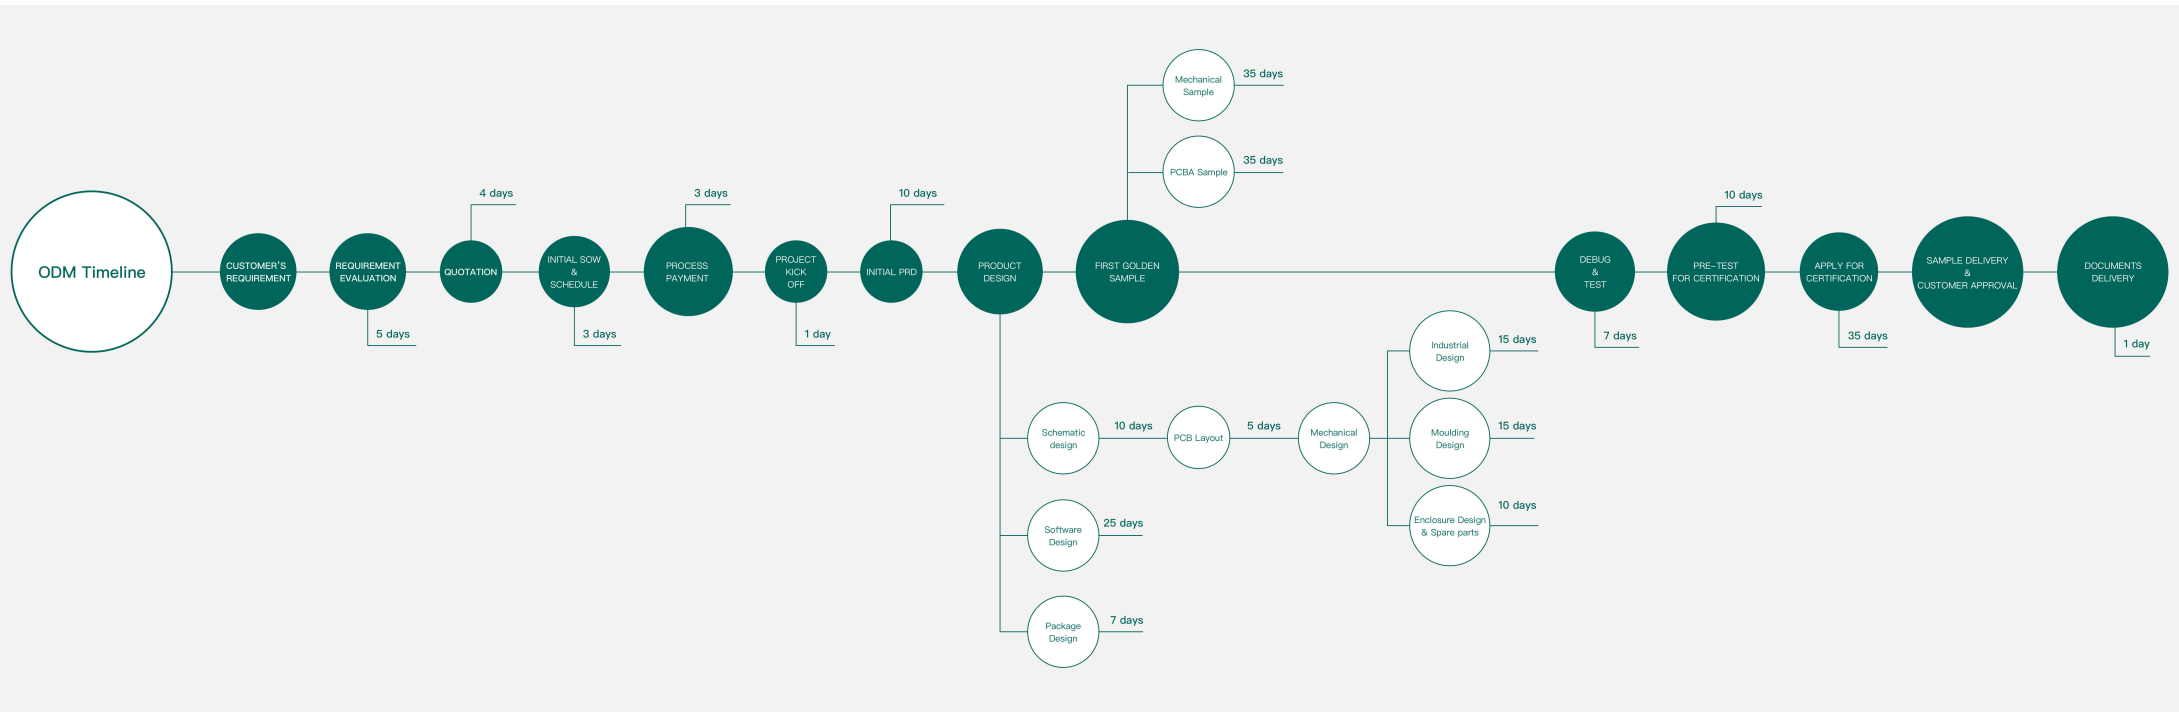 ODM Timeline
CUSTOMER'S
REQUIREMENT
REQUIREMENT
EVALUATION
5 days
4 days
QUOTATION
INITIAL SOW
&
SCHEDULE
3 days
3 days
PROCESS
PAYMENT
PROJECT
KICK
OFF
1 day
10 days
INITIAL PRD
PRODUCT
DESIGN
Schematic
design
10 days
PCB Layout
5 days
Mechanical
Design
Industrial
Design
15 days
Moulding
Design
15 days
Enclosure Design
& Spare parts
10 days
Software
Design
25 days
Package
Design
7 days
FIRST GOLDEN
SAMPLE
Mechanical
Sample
35 days
PCBA Sample
35 days
DEBUG
&
TEST
7 days
10 days
PRE-TEST
FOR CERTIFICATION
APPLY FOR
CERTIFICATION
35 days
SAMPLE DELIVERY
&
CUSTOMER APPROVAL
DOCUMENTS
DELIVERY
1 day